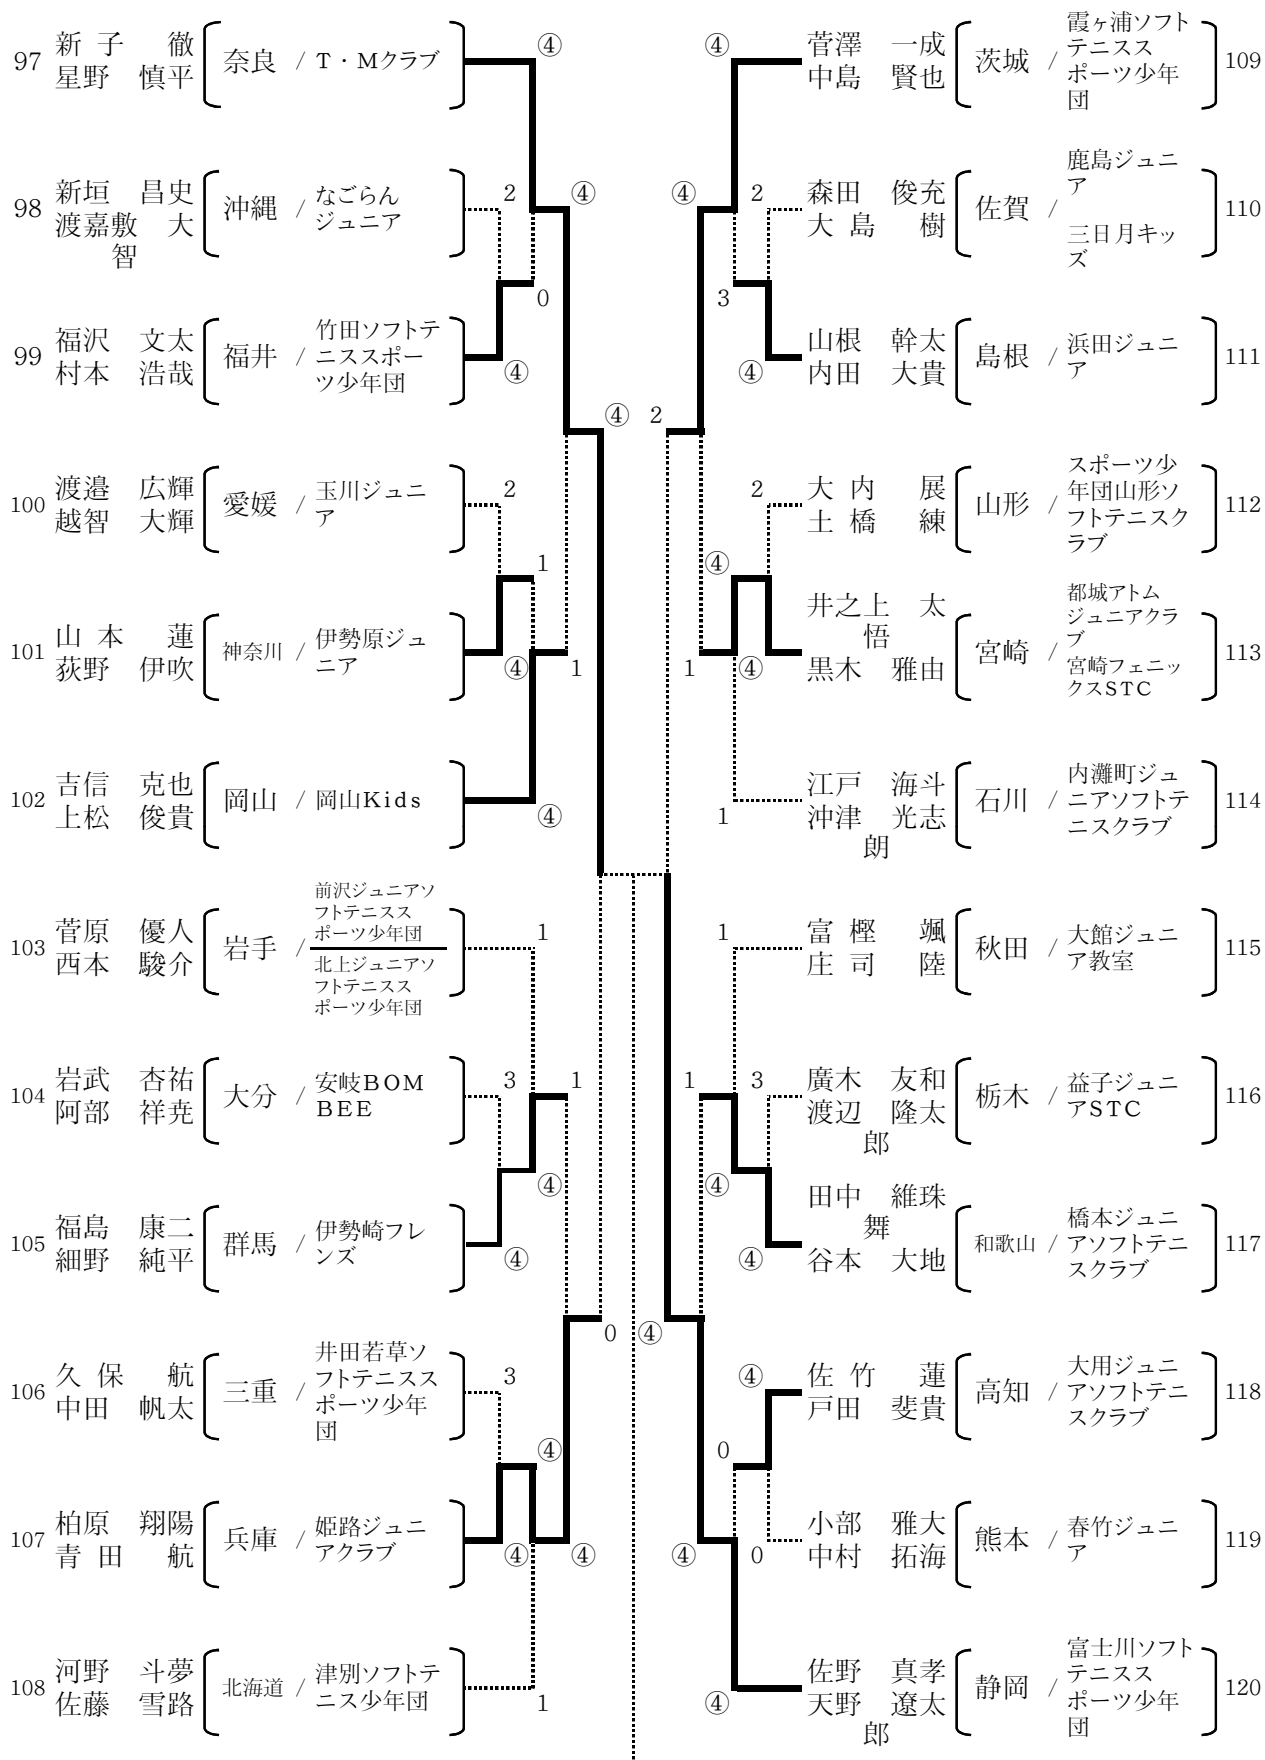 97
新子 徹
星野 慎平
奈良 / T・Mクラブ
④
98
新垣 昌史
渡嘉敷 大
智
沖縄 /
なごらん
ジュニア
2
④
0
99
福沢 文太
村本 浩哉
福井 /
竹田ソフトテ
ニススポー
ツ少年団
④
④
100
渡邉 広輝
越智 大輝
愛媛 /
玉川ジュニ
ア
2
1
101
山本 蓮
荻野 伊吹
神奈川 /
伊勢原ジュ
ニア
④
1
102
吉信 克也
上松 俊貴
岡山 / 岡山Kids
④
103
菅原 優人
西本 駿介
岩手 /
前沢ジュニアソ
フトテニスス
ポーツ少年団
北上ジュニアソ
フトテニスス
ポーツ少年団
1
104
岩武 杏祐
阿部 祥尭
大分 /
安岐BOM
BEE
3
1
④
105
福島 康二
細野 純平
群馬 /
伊勢崎フレ
ンズ
④
0
106
久保 航
中田 帆太
三重 /
井田若草ソ
フトテニスス
ポーツ少年
団
3
④
107
柏原 翔陽
青田 航
兵庫 /
姫路ジュニ
アクラブ
④
④
108
河野 斗夢
佐藤 雪路
北海道 /
津別ソフトテ
ニス少年団
1
④
菅澤 一成
中島 賢也
茨城 /
霞ヶ浦ソフト
テニスス
ポーツ少年
団
109
④
2
森田 俊充
大島 樹
佐賀 /
鹿島ジュニ
ア
三日月キッ
ズ
110
3
④
山根 幹太
内田 大貴
島根 /
浜田ジュニ
ア
111
2
2
大内 展
土橋 練
山形 /
スポーツ少
年団山形ソ
フトテニスク
ラブ
112
④
1
④
井之上 太
悟
黒木 雅由
宮崎 /
都城アトム
ジュニアクラ
ブ
宮崎フェニッ
クスSTC
113
1
江戸 海斗
沖津 光志
朗
石川 /
内灘町ジュ
ニアソフトテ
ニスクラブ
114
1
富樫 颯
庄司 陸
秋田 /
大館ジュニ
ア教室
115
1
3
廣木 友和
渡辺 隆太
郎
栃木 /
益子ジュニ
アSTC
116
④
④
田中 維珠
舞
谷本 大地
和歌山 /
橋本ジュニ
アソフトテニ
スクラブ
117
④
④
佐竹 蓮
戸田 斐貴
高知 /
大用ジュニ
アソフトテニ
スクラブ
118
0
④
0
小部 雅大
中村 拓海
熊本 /
春竹ジュニ
ア
119
④
佐野 真孝
天野 遼太
郎
静岡 /
富士川ソフト
テニスス
ポーツ少年
団
120